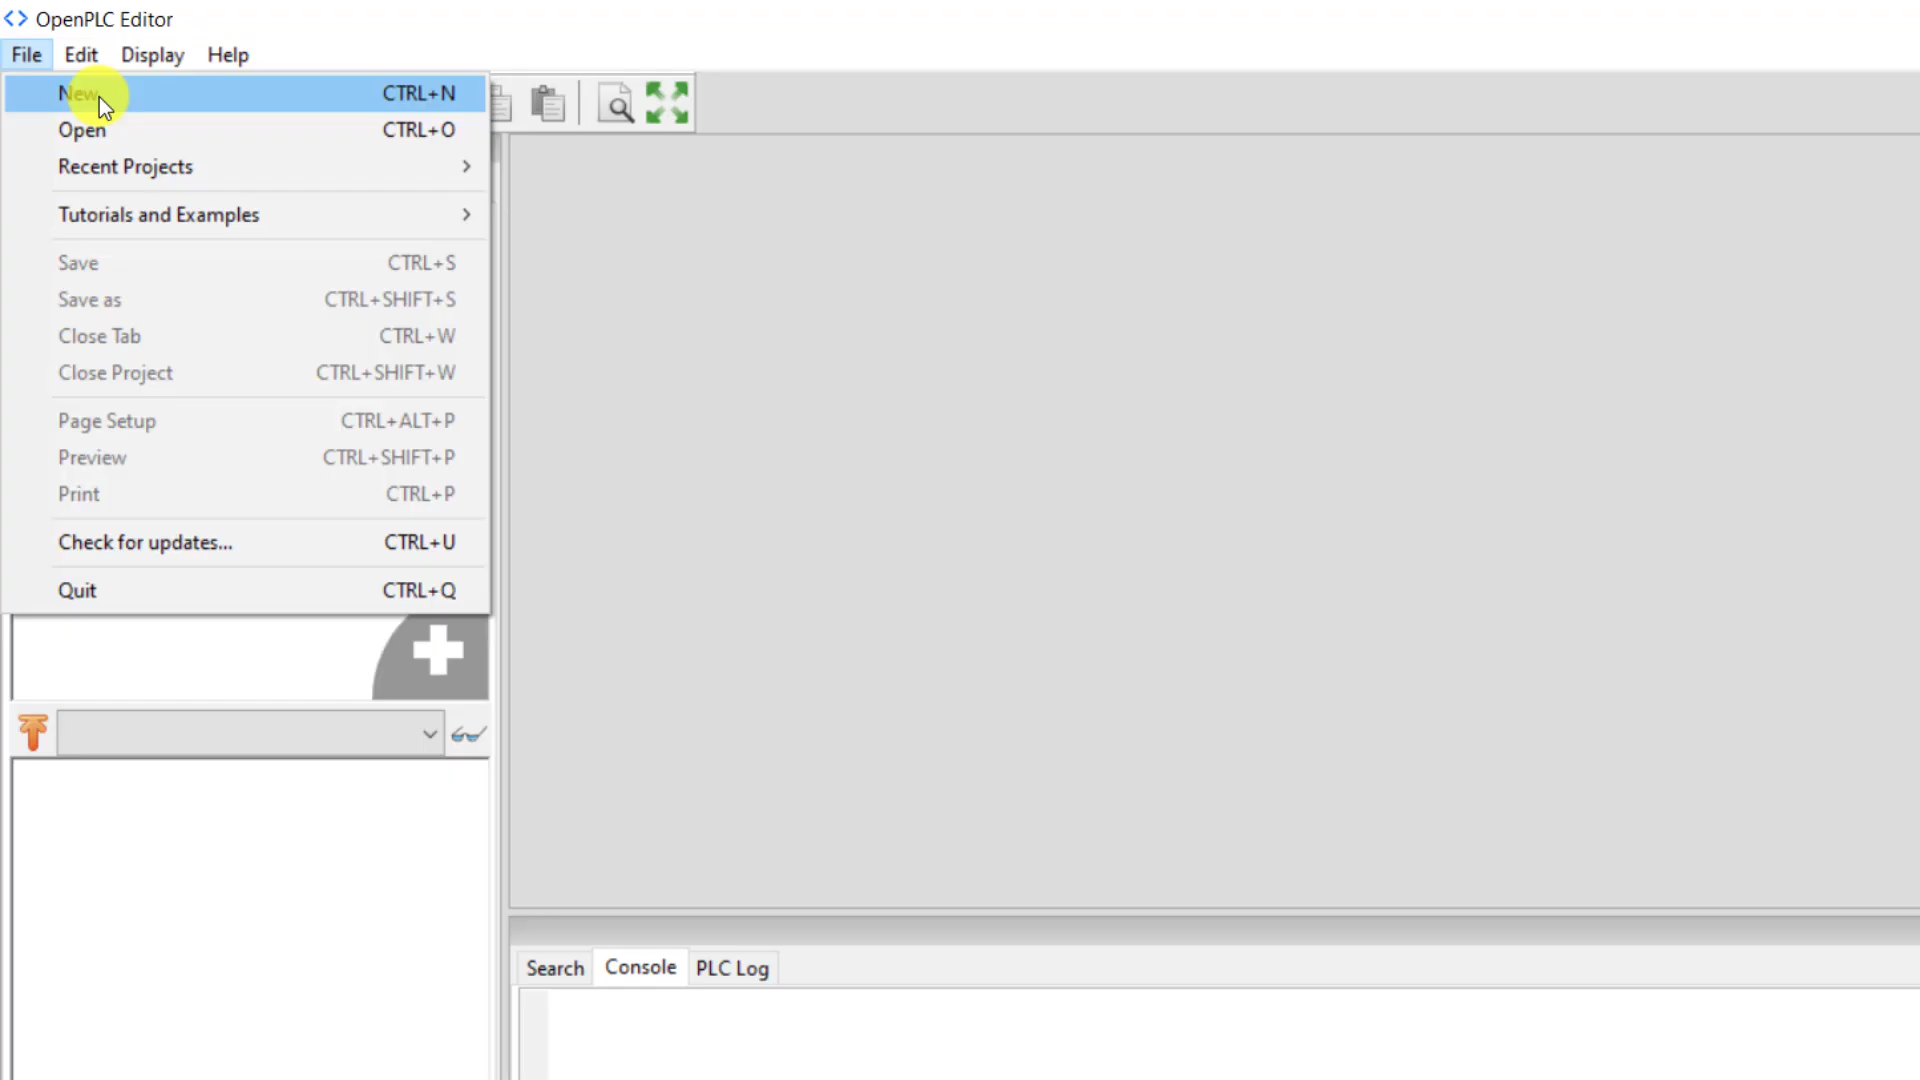 OpenPLC Editor
File Edit Display Help
New CTRL+N
Open CTRL+O
Recent Projects
Tutorials and Examples
Save CTRL+S
Save as CTRL+SHIFT+S
Close Tab CTRL+W
Close Project CTRL+SHIFT+W
Page Setup CTRL+ALT+P
Preview CTRL+SHIFT+P
Print CTRL+P
Check for updates... CTRL+U
Quit CTRL+Q
Search Console PLC Log